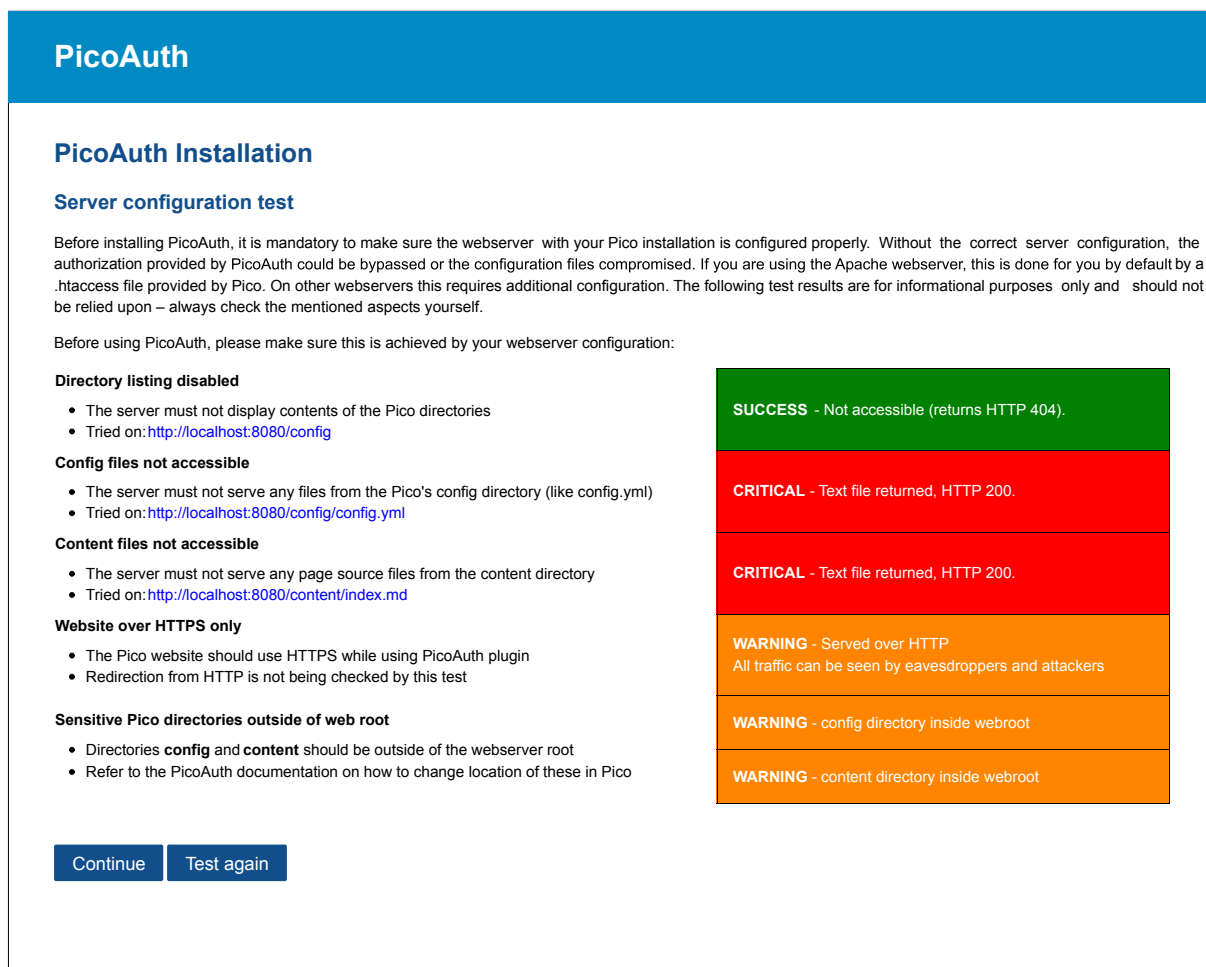 PicoAuth
PicoAuth Installation
Server configuration test
Before installing PicoAuth, it is mandatory to make sure the webserver with your Pico installation is configured properly. Without the correct server configuration, the
authorization provided by PicoAuth could be bypassed or the configuration files compromised. If you are using the Apache webserver, this is done for you by default by a
.htaccess file provided by Pico. On other webservers this requires additional configuration. The following test results are for informational purposes only and should not
be relied upon – always check the mentioned aspects yourself.
Before using PicoAuth, please make sure this is achieved by your webserver configuration:
Directory listing disabled
• The server must not display contents of the Pico directories
• Tried on: http://localhost:8080/config
SUCCESS - Not accessible (returns HTTP 404).
Config files not accessible
• The server must not serve any files from the Pico's config directory (like config.yml)
• Tried on: http://localhost:8080/config/config.yml
CRITICAL - Text file returned, HTTP 200.
Content files not accessible
• The server must not serve any page source files from the content directory
• Tried on: http://localhost:8080/content/index.md
CRITICAL - Text file returned, HTTP 200.
Website over HTTPS only
• The Pico website should use HTTPS while using PicoAuth plugin
• Redirection from HTTP is not being checked by this test
WARNING - Served over HTTP
All traffic can be seen by eavesdroppers and attackers
Sensitive Pico directories outside of web root
• Directories config and content should be outside of the webserver root
• Refer to the PicoAuth documentation on how to change location of these in Pico
WARNING - config directory inside webroot
WARNING - content directory inside webroot
Continue
Test again